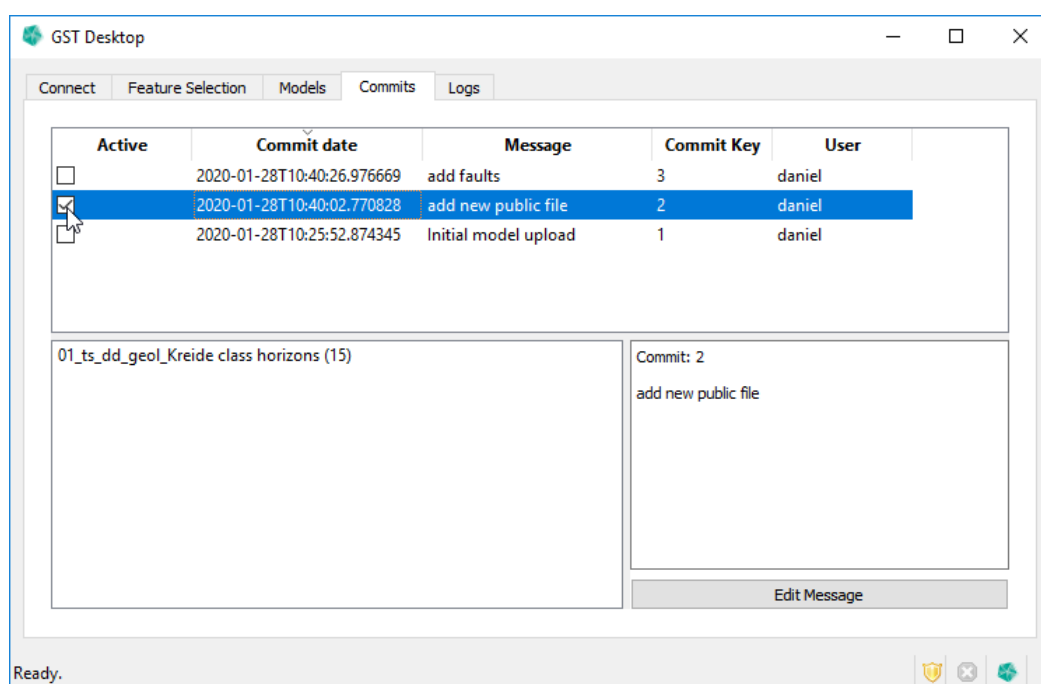 GST Desktop
Connect Feature Selection Models Commits Logs
Active Commit date Message Commit Key User
2020-01-28T10:40:26.976669 add faults 3 daniel
2020-01-28T10:40:02.770828 add new public file 2 daniel
2020-01-28T10:25:52.874345 Initial model upload 1 daniel
01_ts_dd_geol_Kreide class horizons (15)
Commit: 2
add new public file
Edit Message
Ready.